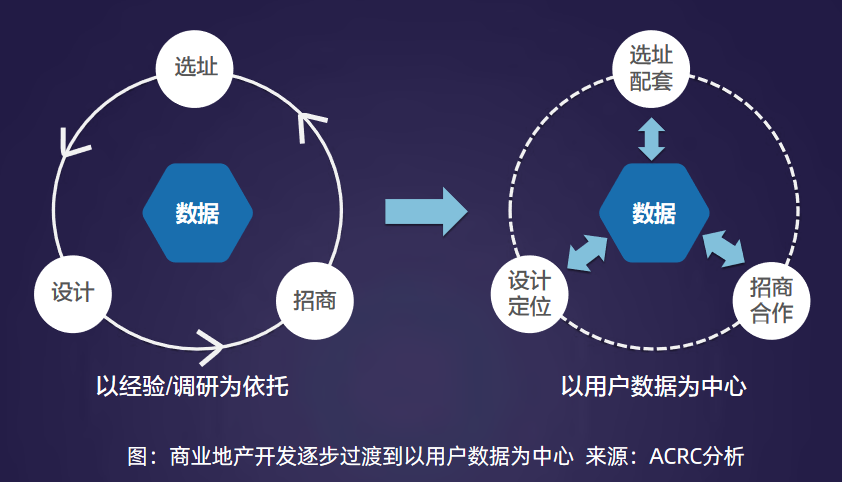 选址
数据
设计
招商
以经验/调研为依托
选址
配套
数据
设计
定位
招商
合作
以用户数据为中心
图：商业地产开发逐步过渡到以用户数据为中心 来源：ACRC分析